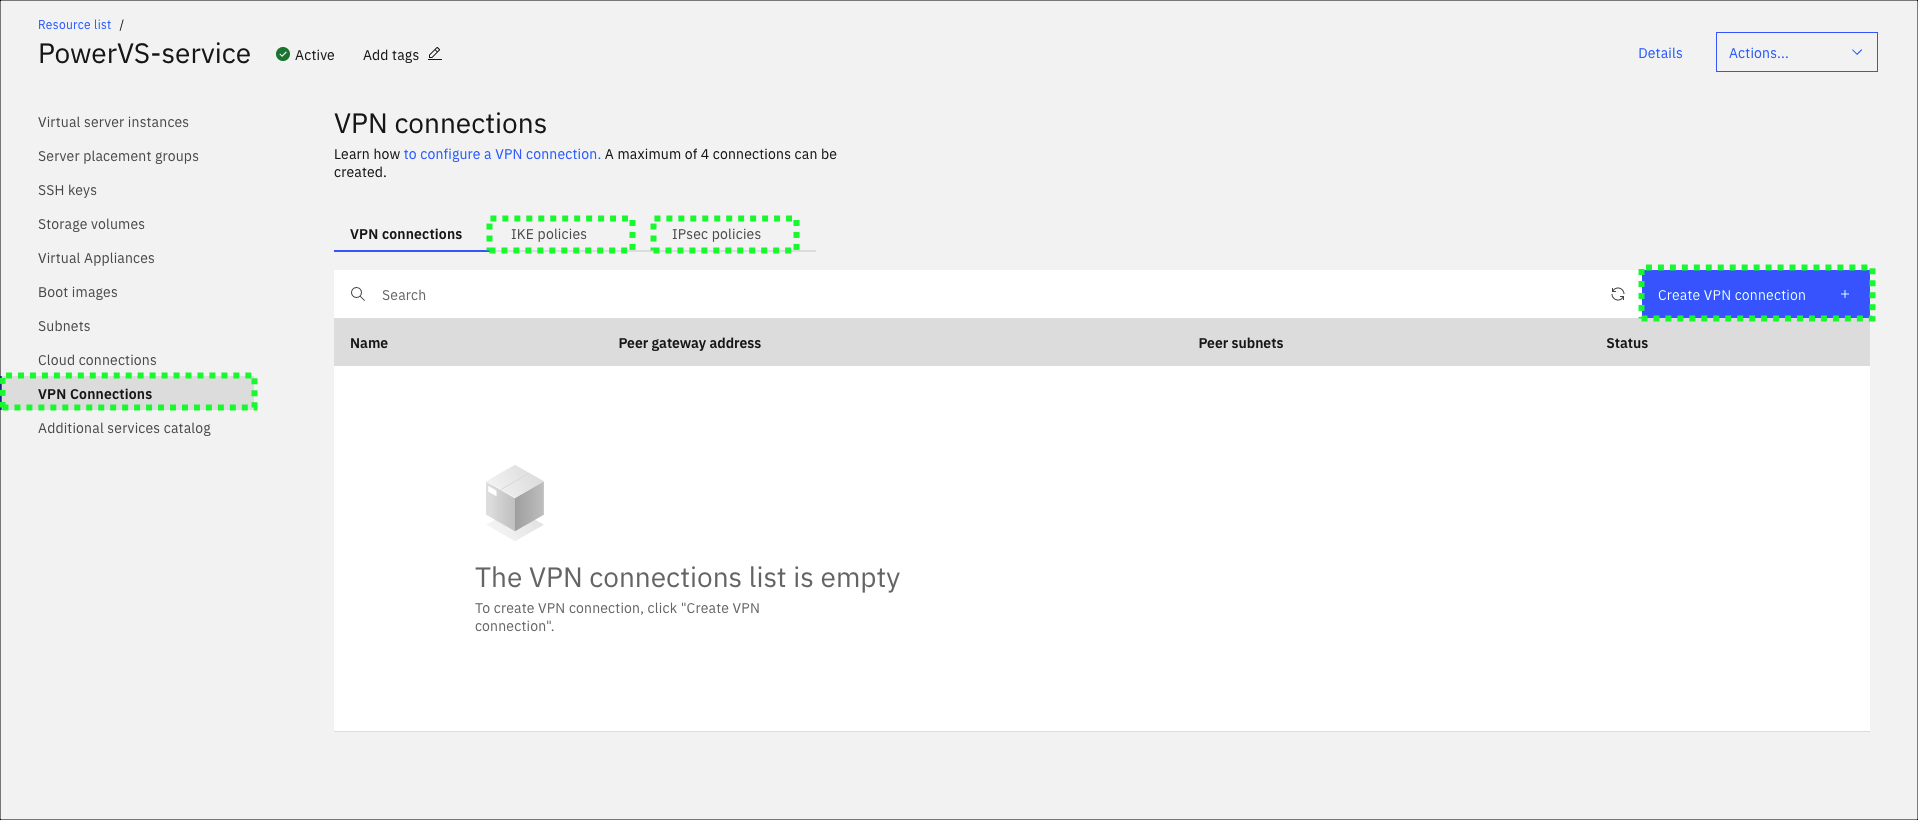 Resource list /
PowerVS-service
Active
Add tags
Details
Actions...
Virtual server instances
Server placement groups
SSH keys
Storage volumes
Virtual Appliances
Boot images
Subnets
Cloud connections
VPN Connections
Additional services catalog
VPN connections
Learn how to configure a VPN connection. A maximum of 4 connections can be
created.
VPN connections
IKE policies
IPsec policies
Search
Create VPN connection +
Name
Peer gateway address
Peer subnets
Status
The VPN connections list is empty
To create VPN connection, click "Create VPN
connection".